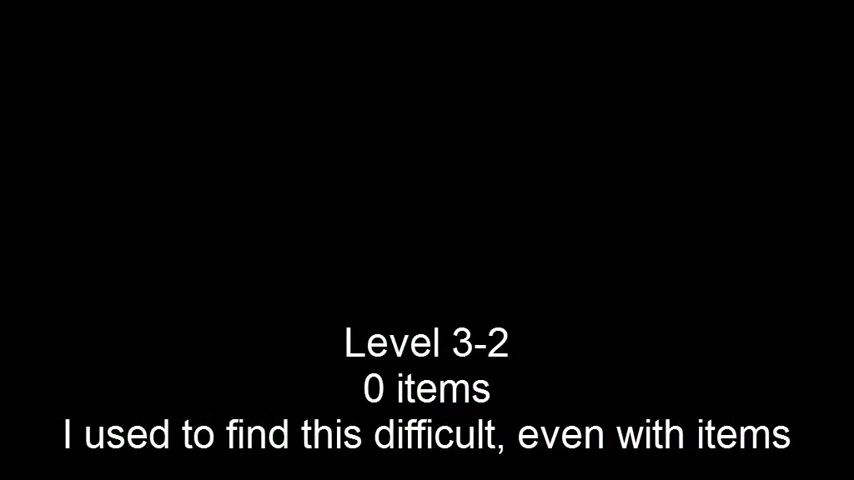 Level 3-2
0 items
I used to find this difficult, even with items